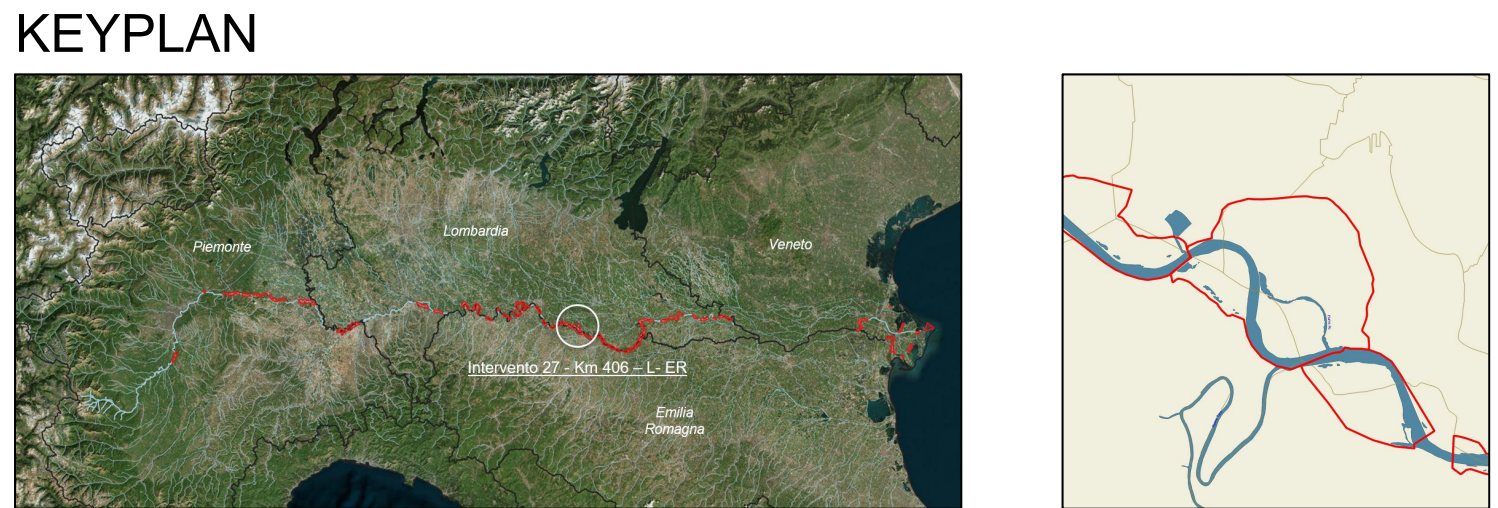 KEYPLAN
Piemonte
Lombardia
Veneto
Intervento 27 - Km 406 – L- ER
Emilia
Romagna